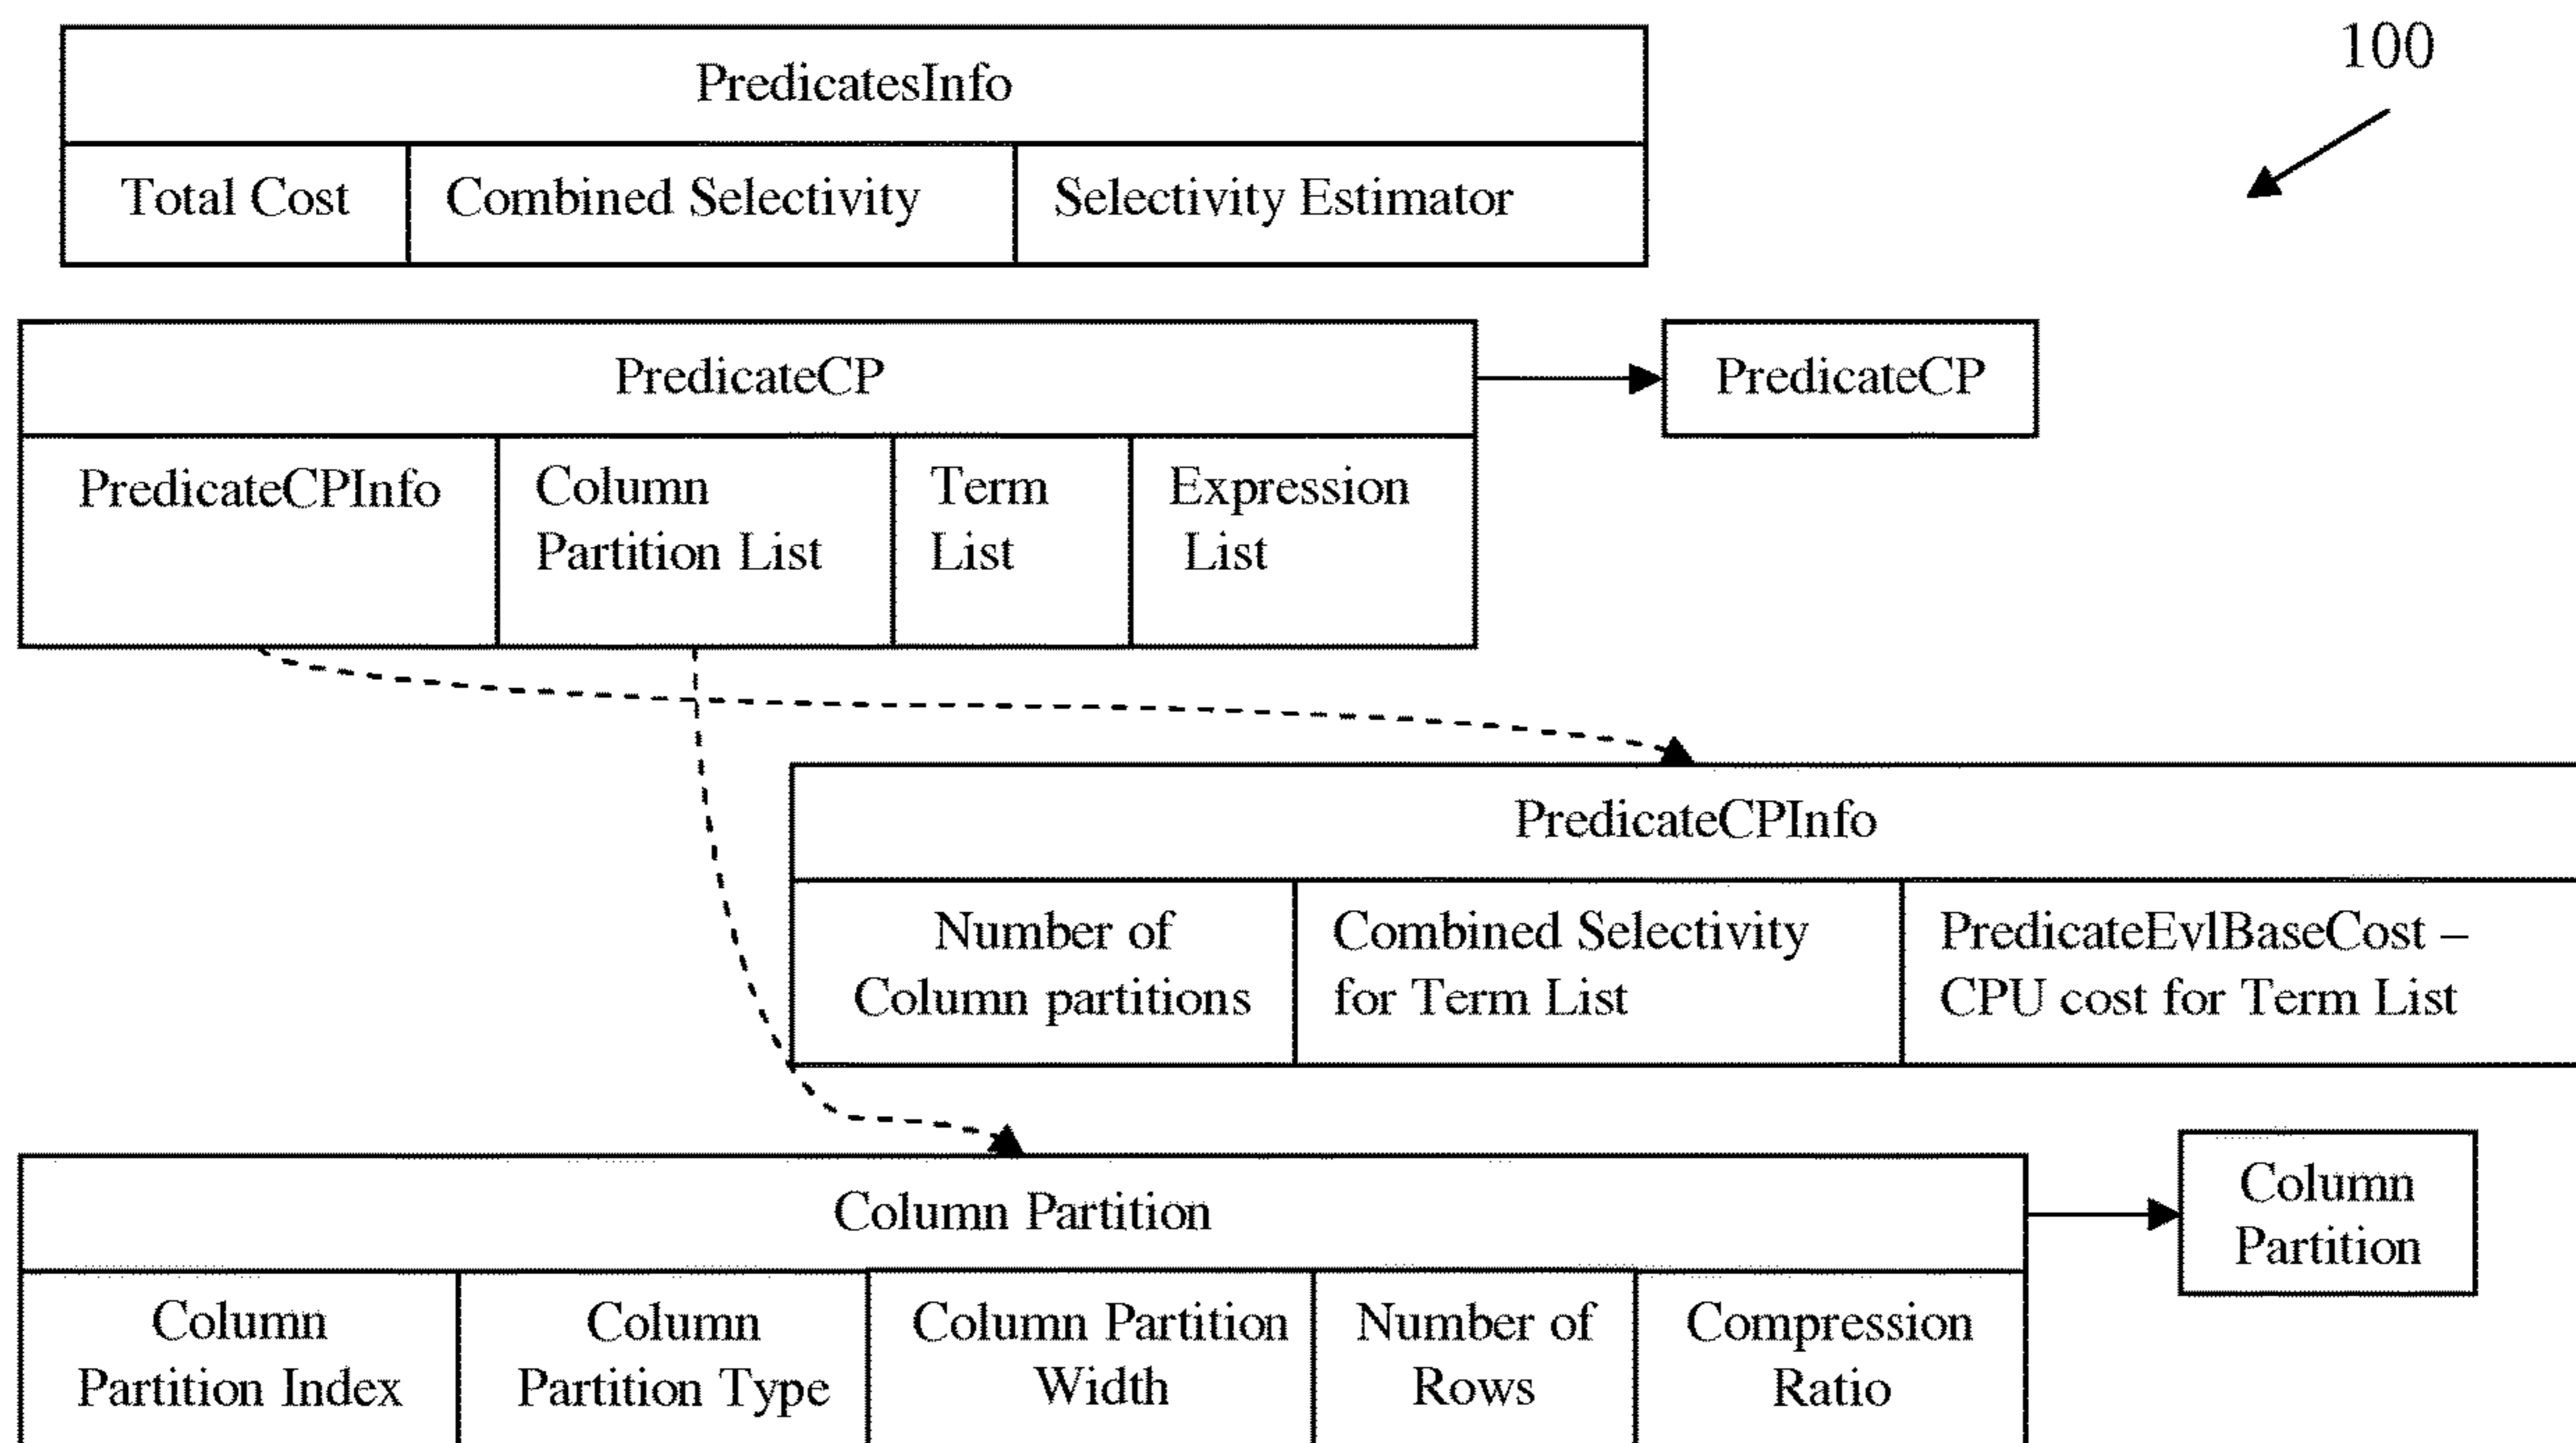 100
PredicatesInfo
Total Cost
Combined Selectivity
Selectivity Estimator
PredicateCP
PredicateCP
PredicateCPInfo
Column
Partition List
Term
List
Expression
List
PredicateCPInfo
Number of
Column partitions
Combined Selectivity
for Term List
PredicateEvlBaseCost –
CPU cost for Term List
Column Partition
Column
Partition
Column
Partition Index
Column
Partition Type
Column Partition
Width
Number of
Rows
Compression
Ratio